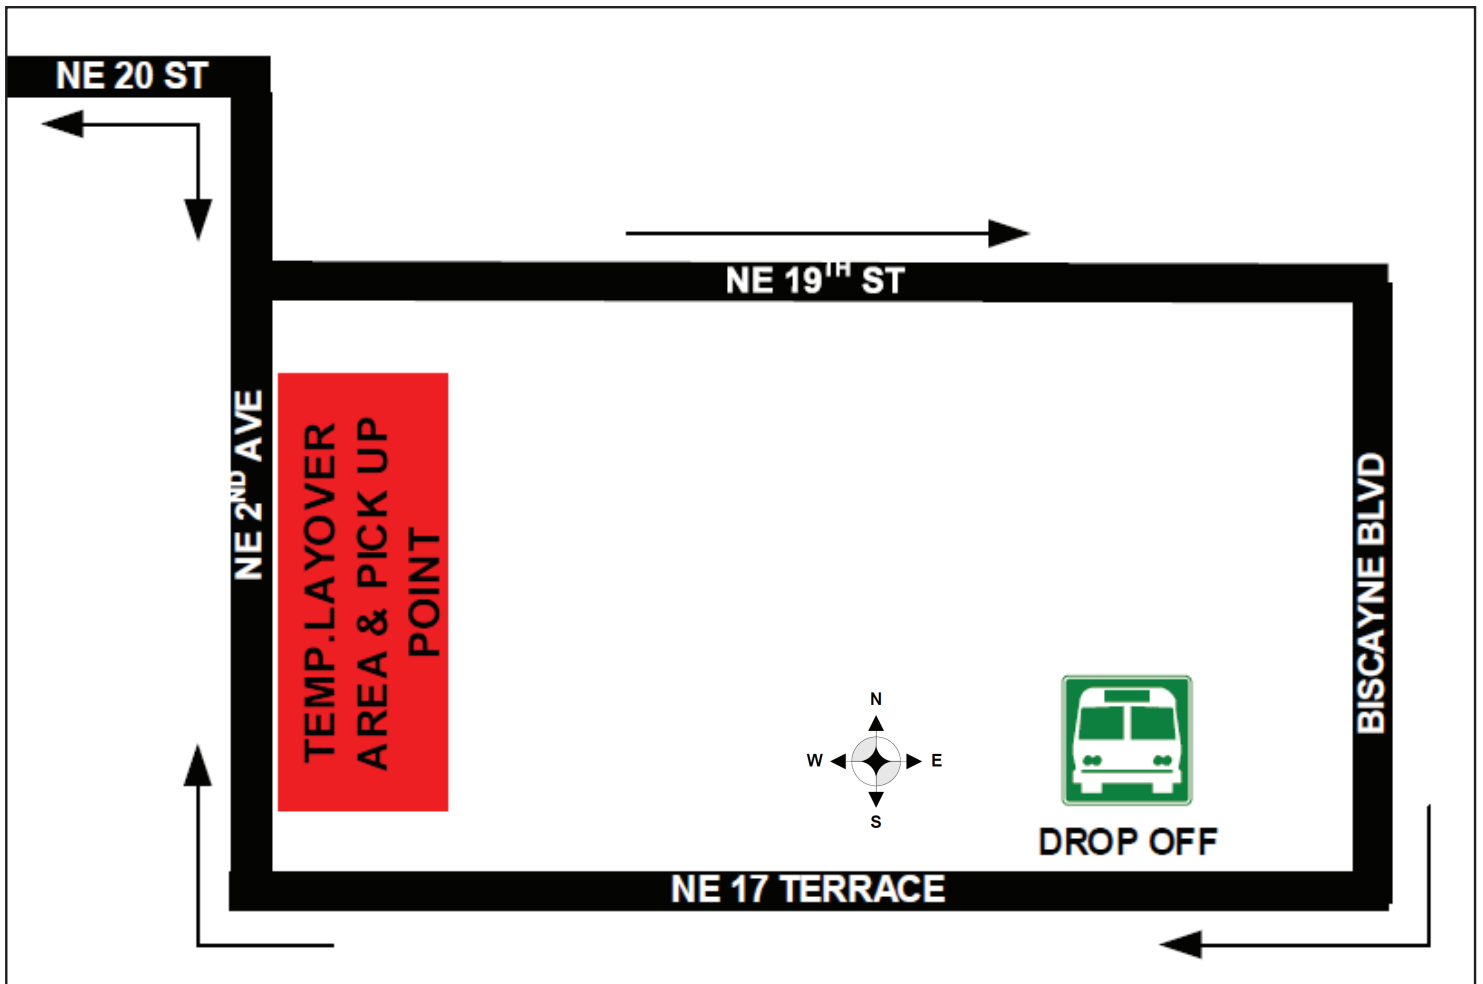 NE 20 ST
NE 19TH ST
NE 2ND AVE
TEMP.LAYOVER
AREA & PICK UP
POINT
BISCAYNE BLVD
N
W
E
S
DROP OFF
NE 17 TERRACE